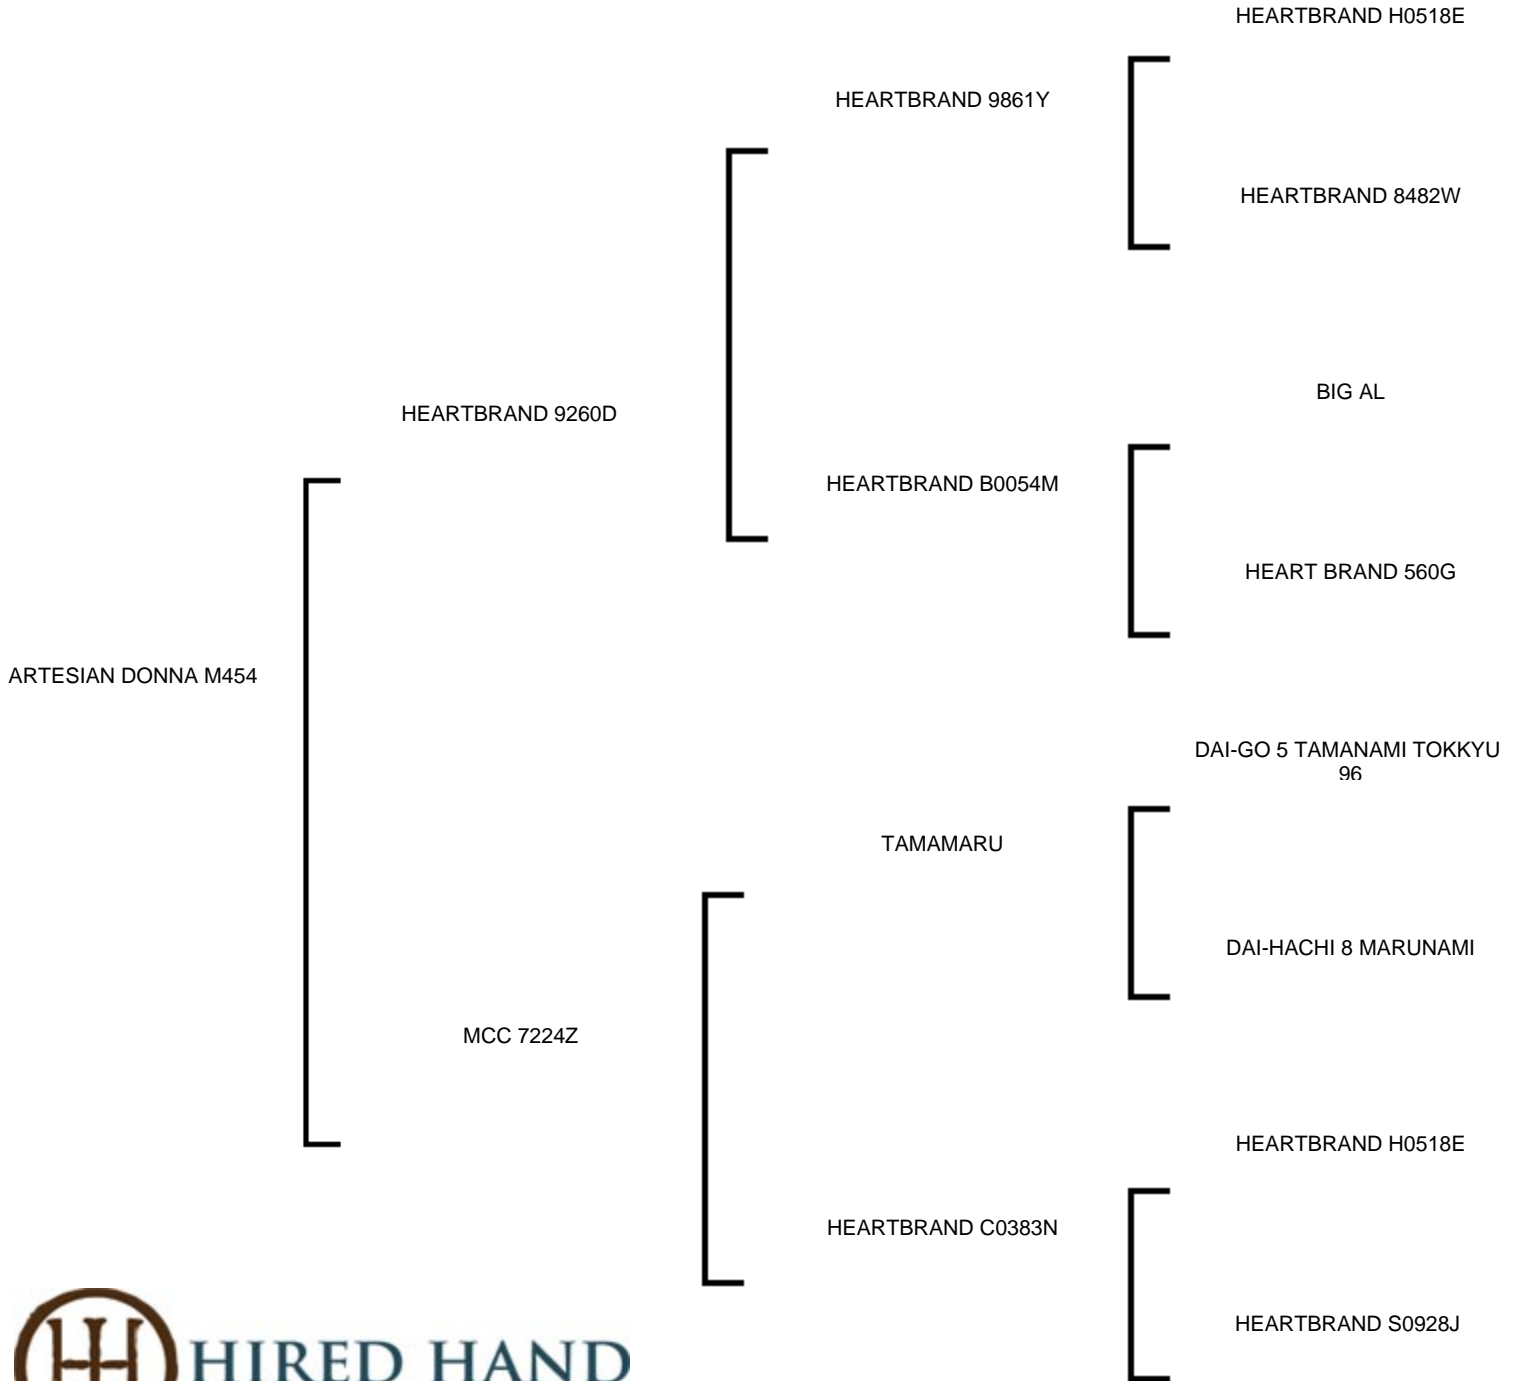 HEARTBRAND H0518E
HEARTBRAND 9861Y
HEARTBRAND 8482W
BIG AL
HEARTBRAND 9260D
HEARTBRAND B0054M
HEART BRAND 560G
ARTESIAN DONNA M454
DAI-GO 5 TAMANAMI TOKKYU
96
TAMAMARU
DAI-HACHI 8 MARUNAMI
MCC 7224Z
HEARTBRAND H0518E
HEARTBRAND C0383N
HEARTBRAND S0928J
HIRED HAND